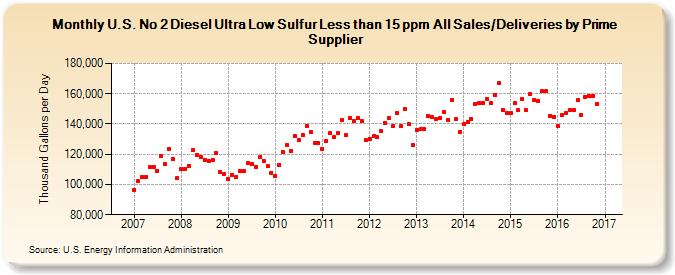 Monthly U.S. No 2 Diesel Ultra Low Sulfur Less than 15 ppm All Sales/Deliveries by Prime
Supplier
Thousand Gallons per Day
180,000
160,000
140,000
120,000
100,000
80,000
2007 2008 2009 2010 2011 2012 2013 2014 2015 2016 2017
Source: U.S. Energy Information Administration